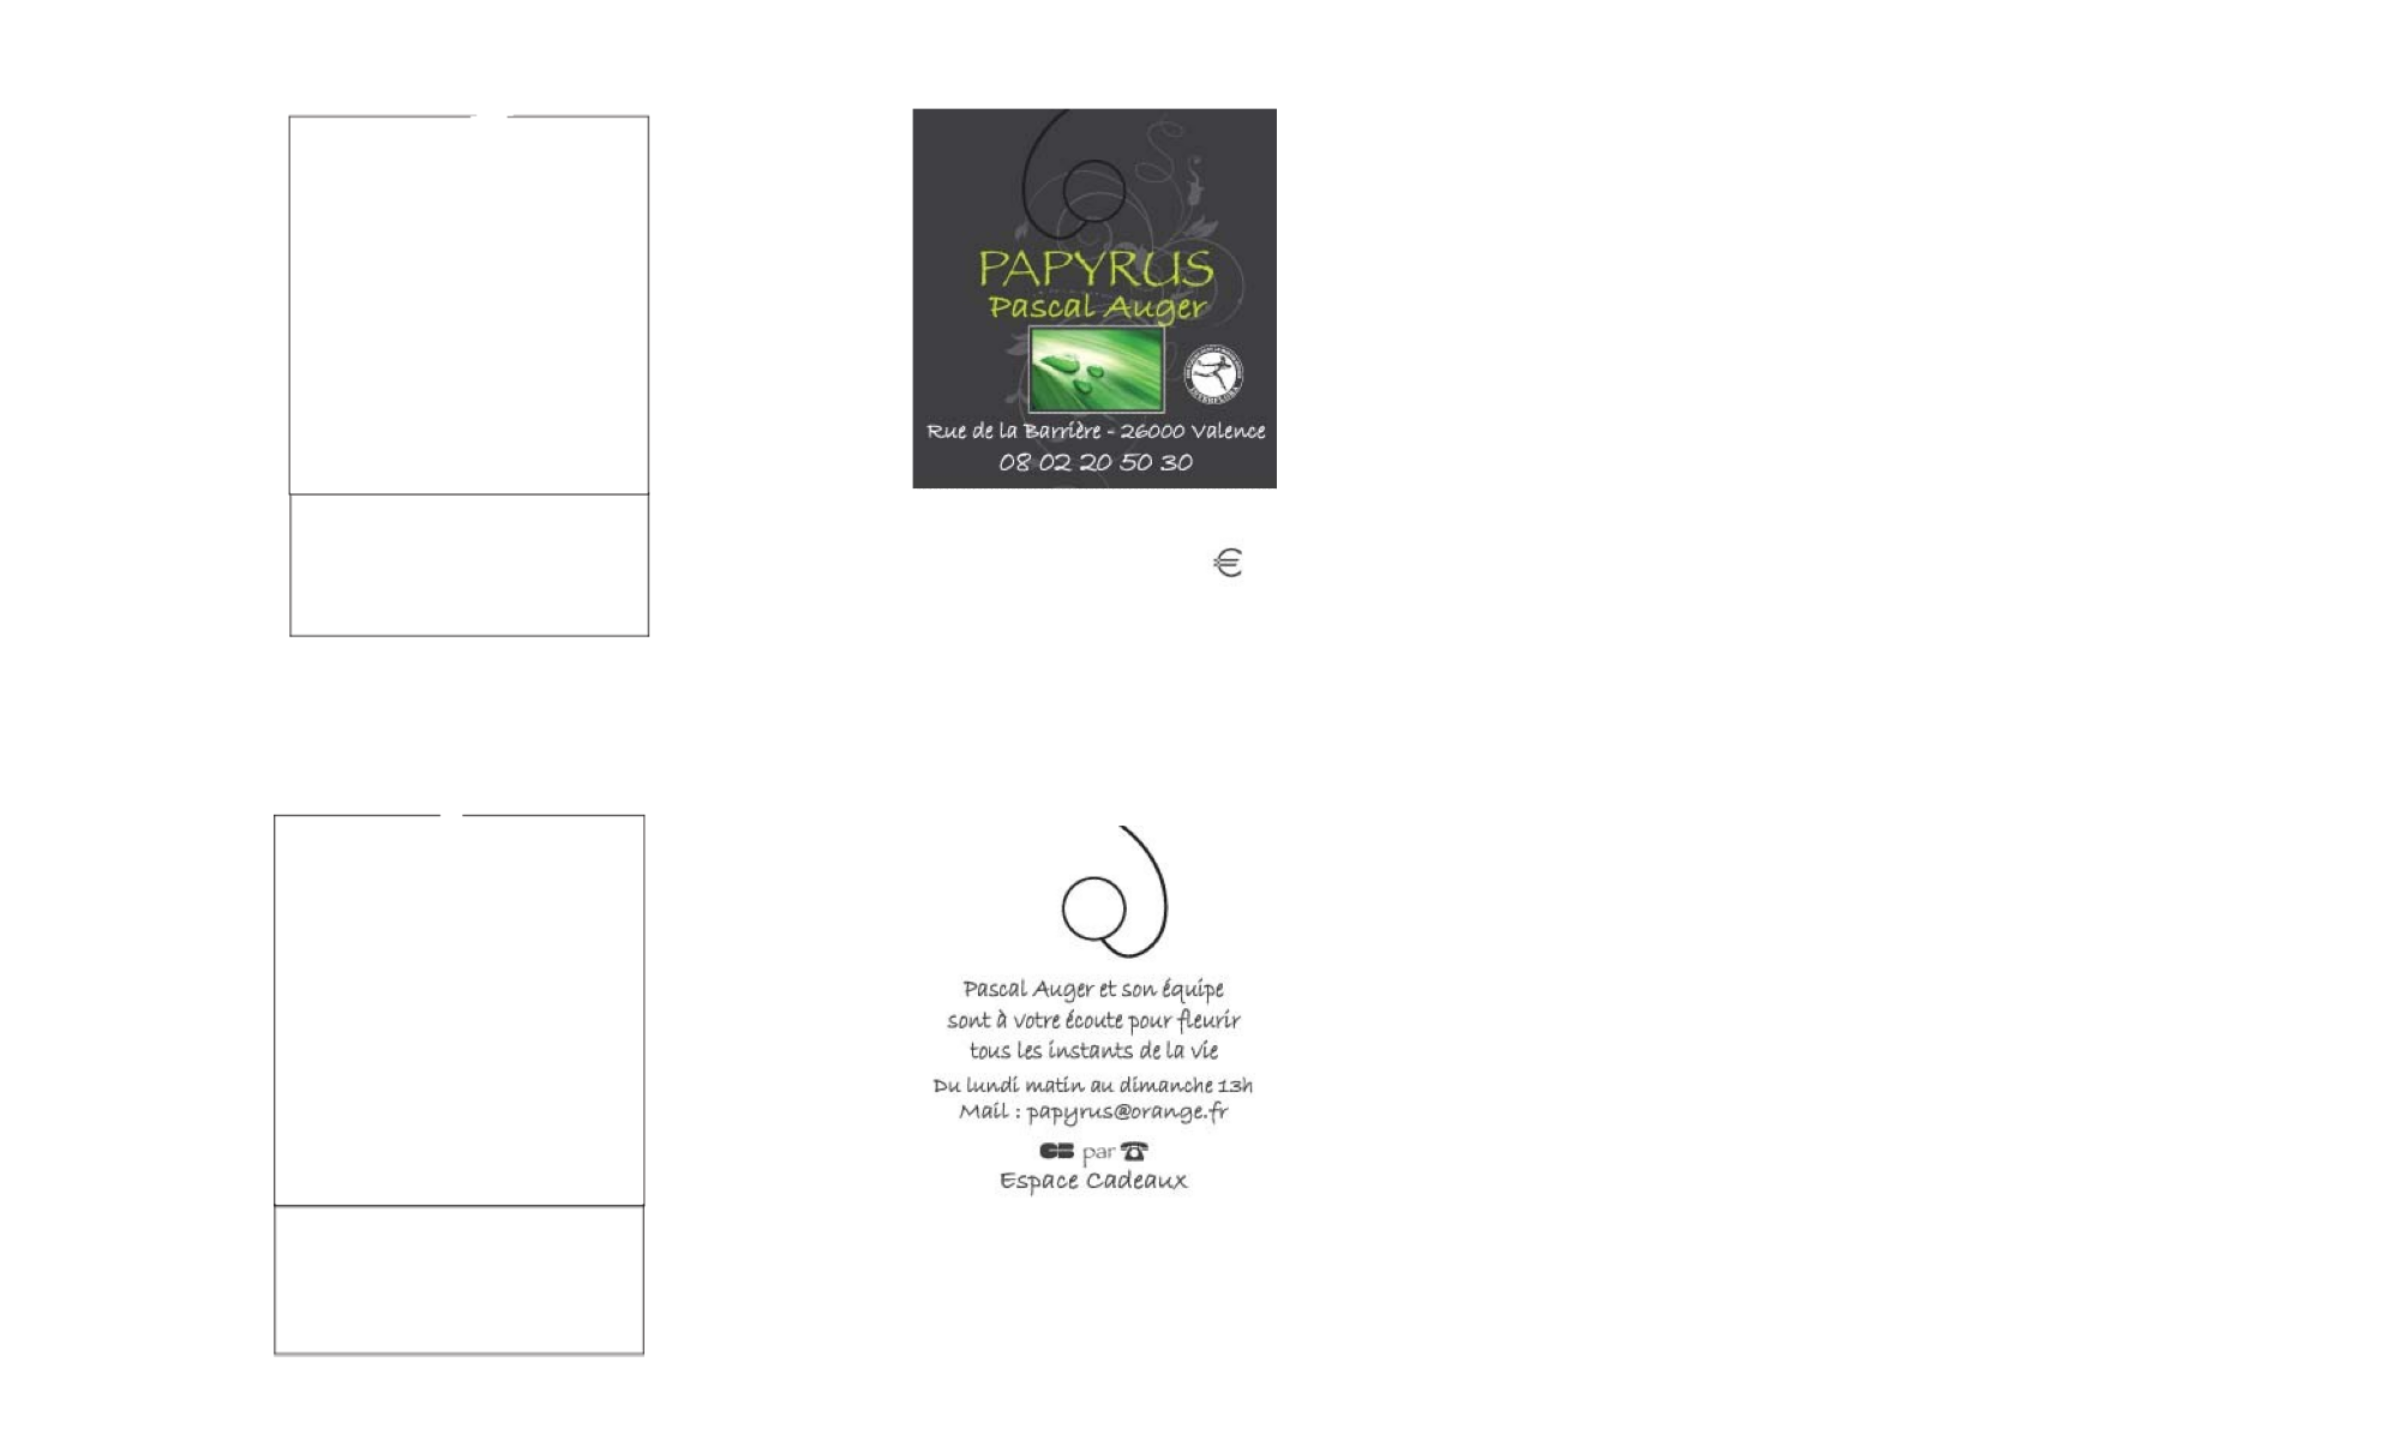 PAPYRUS
Pascal Auger
INTERFLORA
Rue de la Barrière - 26000 Valence
08 02 20 50 30
€
Pascal Auger et son équipe
sont à votre écoute pour fleurir
tous les instants de la vie
Du lundi matin au dimanche 13h
Mail : papyrus@orange.fr
CB par
Espace Cadeaux